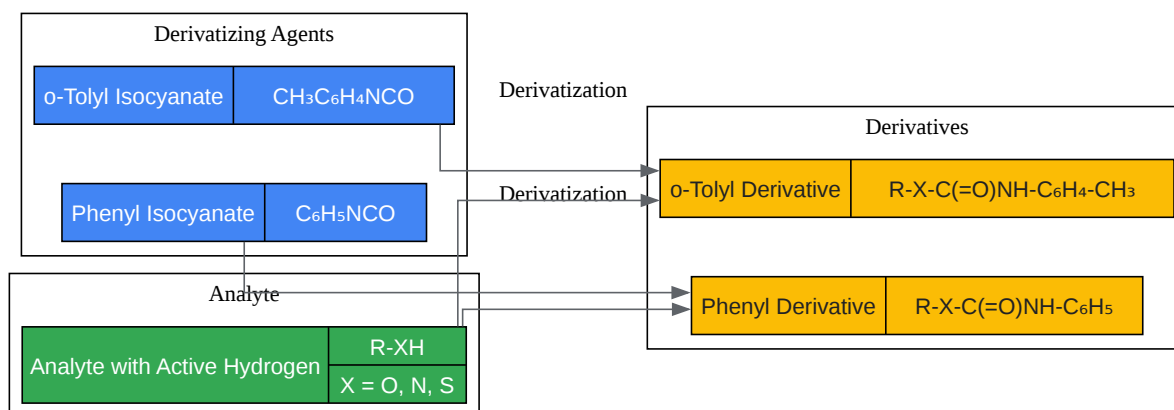 Derivatizing Agents
o-Tolyl Isocyanate
CH₃C₆H₄NCO
Phenyl Isocyanate
C₆H₅NCO
Derivatization
Derivatization
Derivatives
o-Tolyl Derivative
R-X-C(=O)NH-C₆H₄-CH₃
Phenyl Derivative
R-X-C(=O)NH-C₆H₅
Analyte
Analyte with Active Hydrogen
R-XH
X = O, N, S